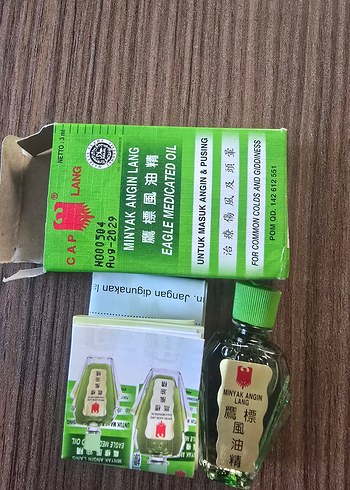 NETTO : 3 ml
CAP
LANG
N000504
Aug-2029
MINYAK ANGIN LANG
鷹標風油精
EAGLE MEDICATED OIL
UNTUK MASUK ANGIN & PUSING
治療傷風及頭暈
FOR COMMON COLDS AND GIDDINESS
POM QD. 142 612 551
n. Jangan digunakan
MINYAK ANGIN
LANG
鷹標
風油精